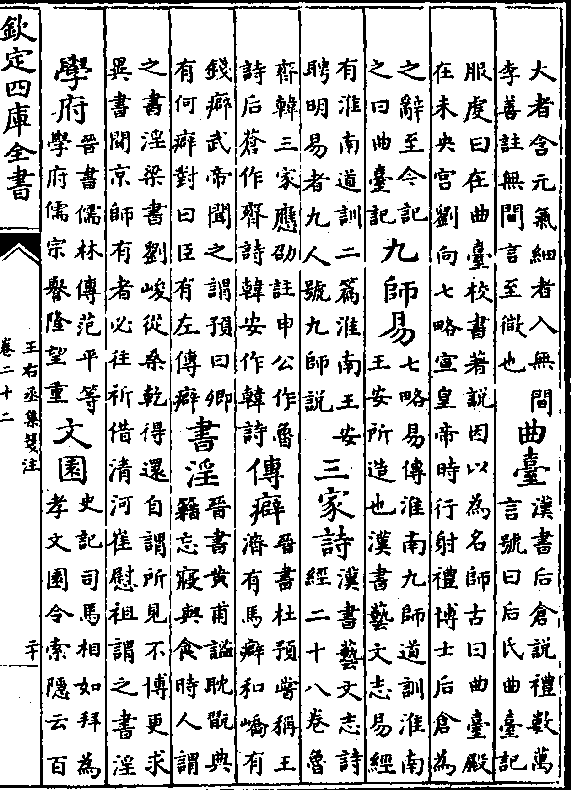 大者含元氣細者入無間
李善註無間言至微也
曲臺
漢書后倉說禮數萬
言號曰后氏曲臺記
服虔曰在曲臺校書著說因以為名師古曰曲臺殿
在未央宫劉向七略宣皇帝時行射禮博士后倉為
之辭至今記
之曰曲臺記
九師易
七略易傳淮南九師道訓淮南
王安所造也漢書藝文志易經
有淮南道訓二篇淮南王安
聘明易者九人號九師說
三家詩
漢書藝文志詩
經二十八卷魯
齊韓三家應劭註申公作魯
詩后蒼作齊詩韓安作韓詩
傳癖
晉書杜預嘗稱王
濟有馬癖和嶠有
錢癖武帝聞之謂預曰卿
有何癖對曰臣有左傳癖
書淫
晉書黄甫謐耽翫典
籍忘寢與食時人謂
之書淫梁書劉峻從桑乾得還自謂所見不博更求
異書聞京師有者必往祈借清河崔慰祖謂之書淫
學府
晉書儒林傳范平等
學府儒宗譽隆望重
文園
史記司馬相如拜為
孝文園令索隱云百
欽定四庫全書
王右丞集箋注
卷二十二
二十